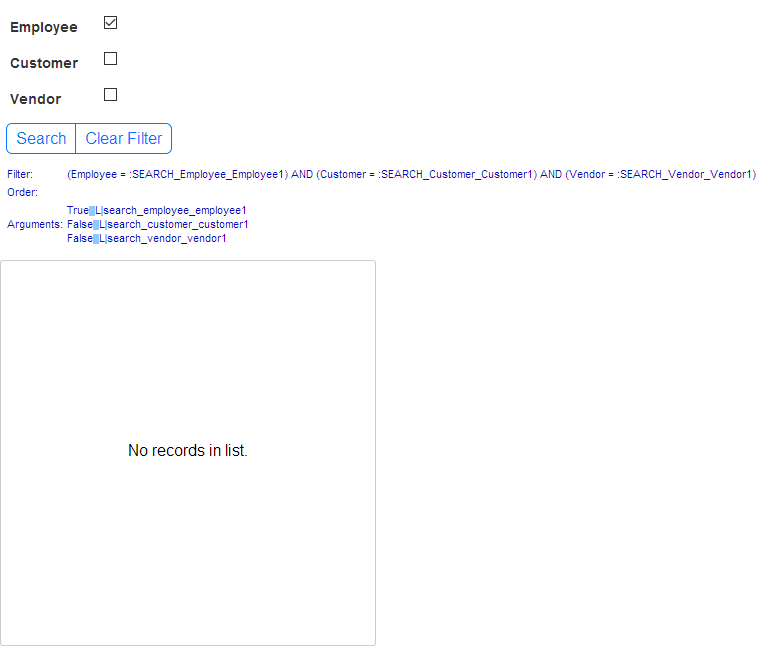 Employee
Customer
Vendor
Search Clear Filter
Filter: (Employee = :SEARCH_Employee_Employee1) AND (Customer = :SEARCH_Customer_Customer1) AND (Vendor = :SEARCH_Vendor_Vendor1)
Order:
True|||L|search_employee_employee1
Arguments: False|||L|search_customer_customer1
False|||L|search_vendor_vendor1
No records in list.